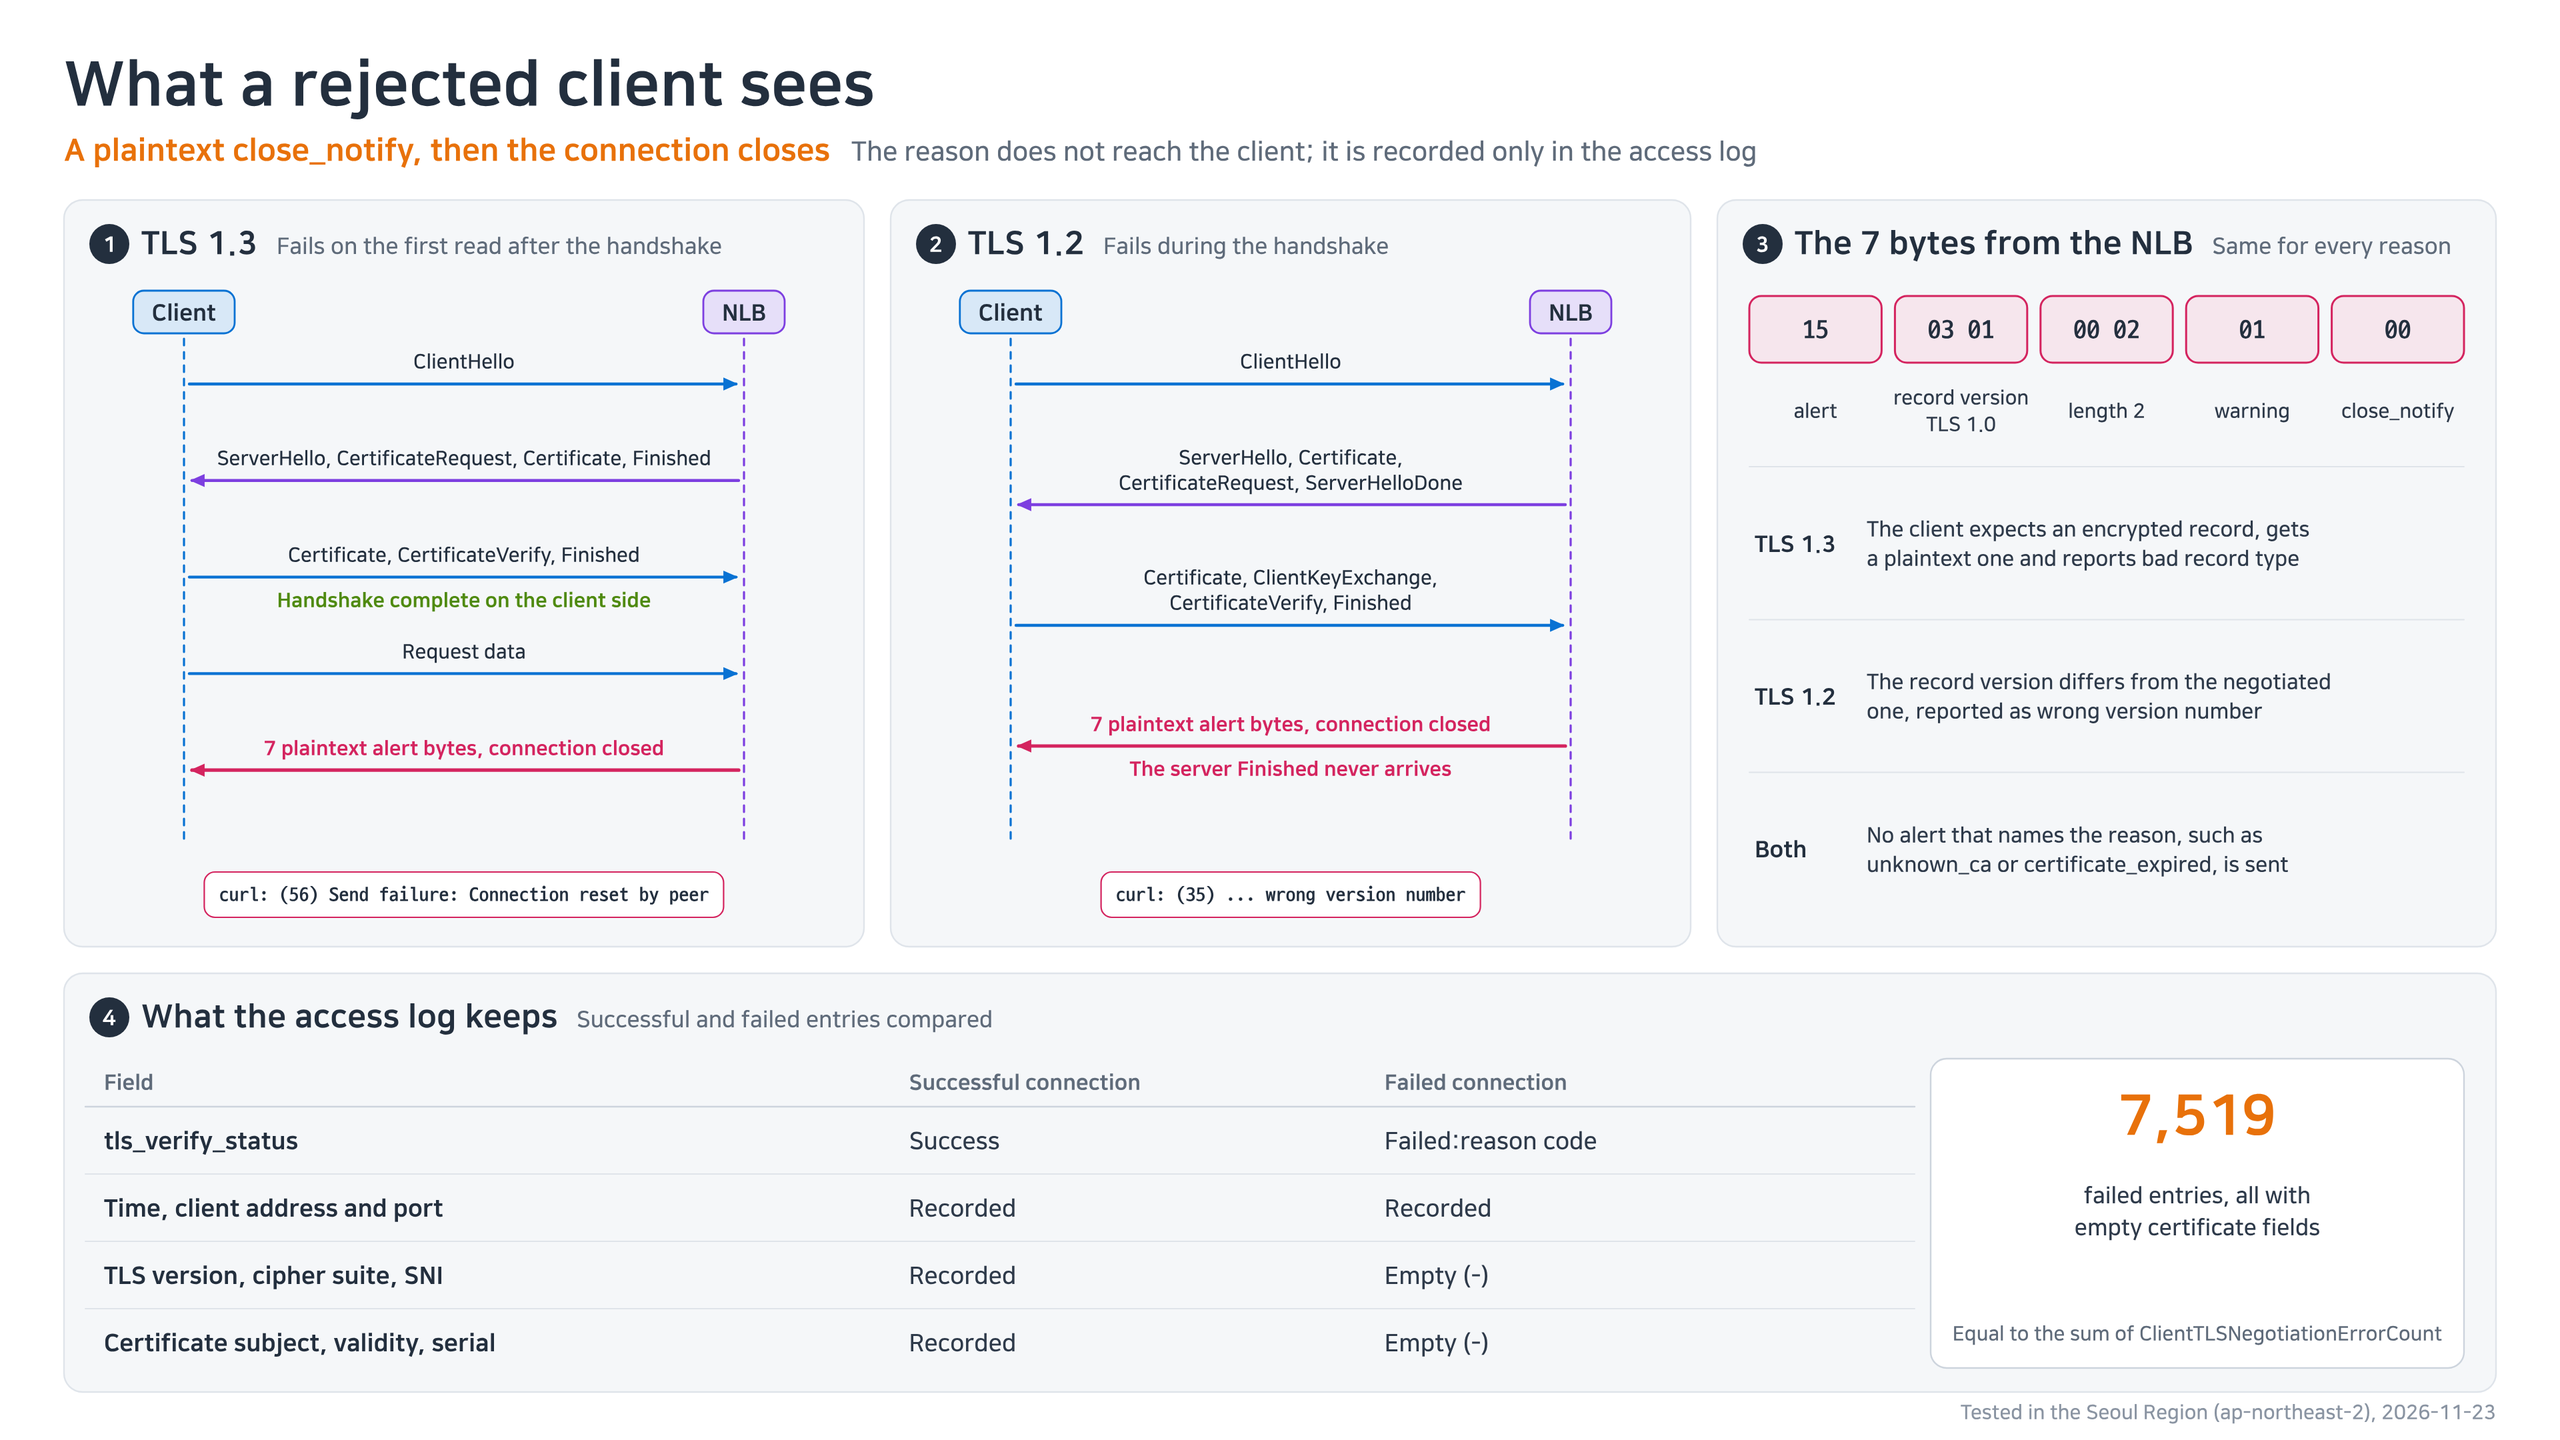 What a rejected client sees
A plaintext close_notify, then the connection closes The reason does not reach the client; it is recorded only in the access log
1 TLS 1.3 Fails on the first read after the handshake
Client NLB
ClientHello
ServerHello, CertificateRequest, Certificate, Finished
Certificate, CertificateVerify, Finished
Handshake complete on the client side
Request data
7 plaintext alert bytes, connection closed
curl: (56) Send failure: Connection reset by peer
2 TLS 1.2 Fails during the handshake
Client NLB
ClientHello
ServerHello, Certificate,
CertificateRequest, ServerHelloDone
Certificate, ClientKeyExchange,
CertificateVerify, Finished
7 plaintext alert bytes, connection closed
The server Finished never arrives
curl: (35) ... wrong version number
3 The 7 bytes from the NLB Same for every reason
15 03 01 00 02 01 00
alert record version TLS 1.0 length 2 warning close_notify
TLS 1.3 The client expects an encrypted record, gets
a plaintext one and reports bad record type
TLS 1.2 The record version differs from the negotiated
one, reported as wrong version number
Both No alert that names the reason, such as
unknown_ca or certificate_expired, is sent
4 What the access log keeps Successful and failed entries compared
Field Successful connection Failed connection
tls_verify_status Success Failed:reason code
Time, client address and port Recorded Recorded
TLS version, cipher suite, SNI Recorded Empty (-)
Certificate subject, validity, serial Recorded Empty (-)
7,519
failed entries, all with
empty certificate fields
Equal to the sum of ClientTLSNegotiationErrorCount
Tested in the Seoul Region (ap-northeast-2), 2026-11-23